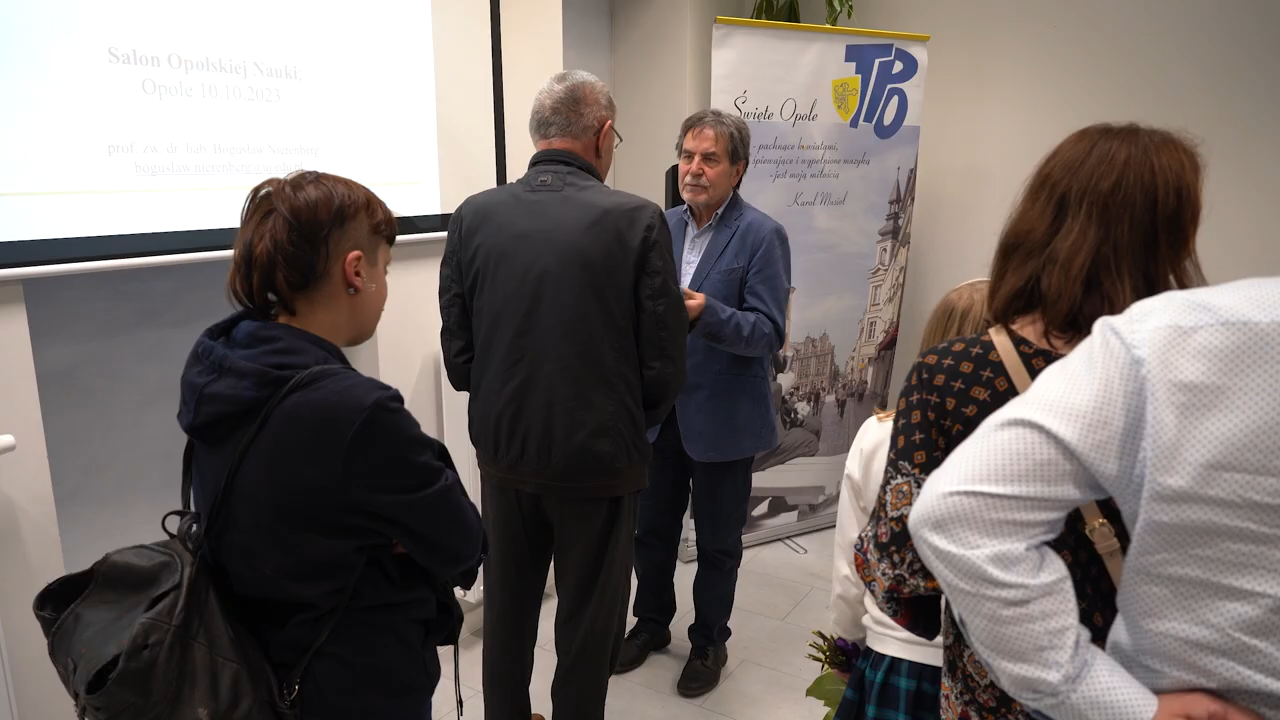 Salon Opolskiej Nauki.
Opole 10.10.2023
prof. zw. dr hab. Bogusław Nierenberg
TPO
Święte Opole
- pachnące kwiatami,
śpiewające i wypełnione muzyką
- jest moją miłością
Karol Musioł